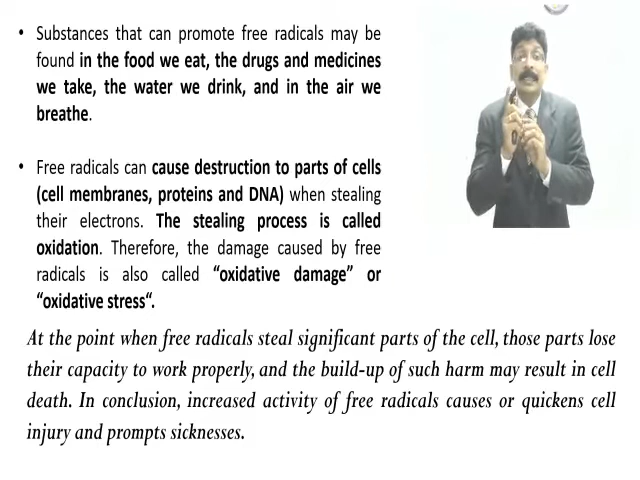 • Substances that can promote free radicals may be
found in the food we eat, the drugs and medicines
we take, the water we drink, and in the air we
breathe.
• Free radicals can cause destruction to parts of cells
(cell membranes, proteins and DNA) when stealing
their electrons. The stealing process is called
oxidation. Therefore, the damage caused by free
radicals is also called “oxidative damage” or
“oxidative stress“.
At the point when free radicals steal significant parts of the cell, those parts lose
their capacity to work properly, and the build-up of such harm may result in cell
death. In conclusion, increased activity of free radicals causes or quickens cell
injury and prompts sicknesses.